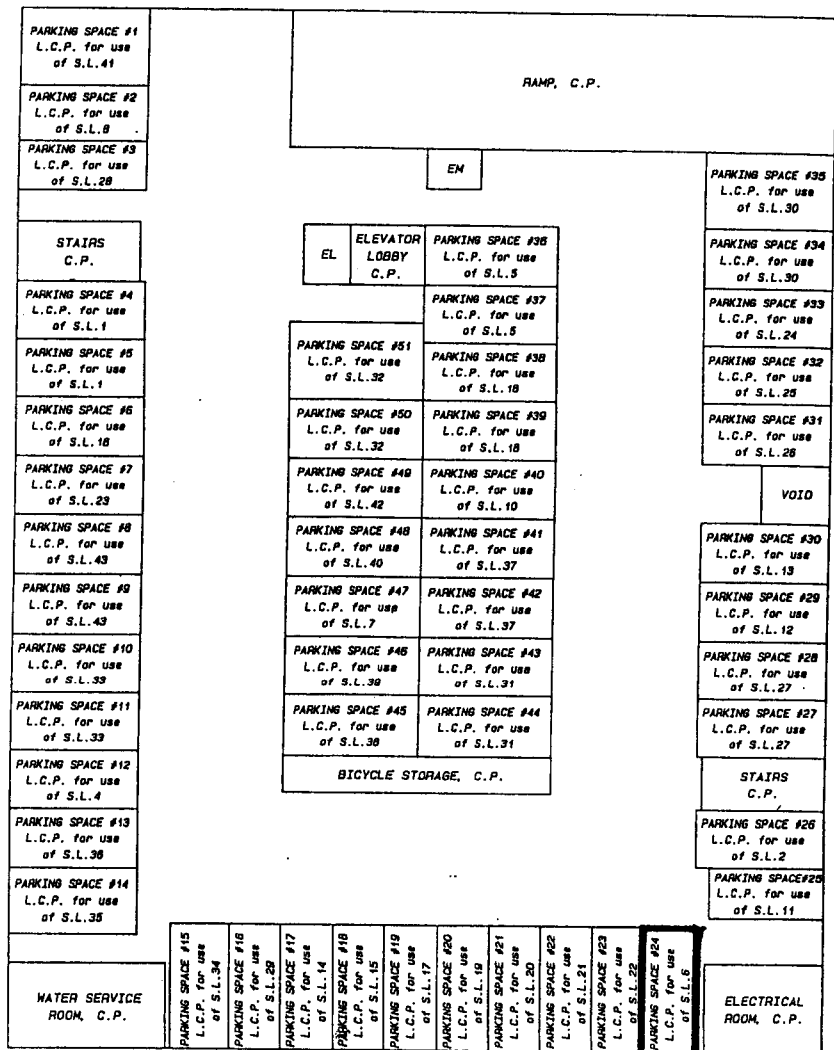 PARKING SPACE #1
L.C.P. for use
of S.L.41
PARKING SPACE #2
L.C.P. for use
of S.L.8
PARKING SPACE #3
L.C.P. for use
of S.L.28
STAIRS
C.P.
PARKING SPACE #4
L.C.P. for use
of S.L.1
PARKING SPACE #5
L.C.P. for use
of S.L.1
PARKING SPACE #6
L.C.P. for use
of S.L.16
PARKING SPACE #7
L.C.P. for use
of S.L.23
PARKING SPACE #8
L.C.P. for use
of S.L.43
PARKING SPACE #9
L.C.P. for use
of S.L.43
PARKING SPACE #10
L.C.P. for use
of S.L.33
PARKING SPACE #11
L.C.P. for use
of S.L.33
PARKING SPACE #12
L.C.P. for use
of S.L.4
PARKING SPACE #13
L.C.P. for use
of S.L.36
PARKING SPACE #14
L.C.P. for use
of S.L.35
WATER SERVICE
ROOM, C.P.
RAMP, C.P.
EM
EL
ELEVATOR
LOBBY
C.P.
PARKING SPACE #36
L.C.P. for use
of S.L.5
PARKING SPACE #37
L.C.P. for use
of S.L.5
PARKING SPACE #51
L.C.P. for use
of S.L.32
PARKING SPACE #38
L.C.P. for use
of S.L.18
PARKING SPACE #50
L.C.P. for use
of S.L.32
PARKING SPACE #39
L.C.P. for use
of S.L.18
PARKING SPACE #49
L.C.P. for use
of S.L.42
PARKING SPACE #40
L.C.P. for use
of S.L.10
PARKING SPACE #48
L.C.P. for use
of S.L.40
PARKING SPACE #41
L.C.P. for use
of S.L.37
PARKING SPACE #47
L.C.P. for use
of S.L.7
PARKING SPACE #42
L.C.P. for use
of S.L.37
PARKING SPACE #46
L.C.P. for use
of S.L.39
PARKING SPACE #43
L.C.P. for use
of S.L.31
PARKING SPACE #45
L.C.P. for use
of S.L.38
PARKING SPACE #44
L.C.P. for use
of S.L.31
BICYCLE STORAGE, C.P.
PARKING SPACE #35
L.C.P. for use
of S.L.30
PARKING SPACE #34
L.C.P. for use
of S.L.30
PARKING SPACE #33
L.C.P. for use
of S.L.24
PARKING SPACE #32
L.C.P. for use
of S.L.25
PARKING SPACE #31
L.C.P. for use
of S.L.26
VOID
PARKING SPACE #30
L.C.P. for use
of S.L.13
PARKING SPACE #29
L.C.P. for use
of S.L.12
PARKING SPACE #28
L.C.P. for use
of S.L.27
PARKING SPACE #27
L.C.P. for use
of S.L.27
STAIRS
C.P.
PARKING SPACE #26
L.C.P. for use
of S.L.2
PARKING SPACE#25
L.C.P. for use
of S.L.11
PARKING SPACE #15
L.C.P. for use
of S.L.34
PARKING SPACE #16
L.C.P. for use
of S.L.29
PARKING SPACE #17
L.C.P. for use
of S.L.14
PARKING SPACE #18
L.C.P. for use
of S.L.15
PARKING SPACE #19
L.C.P. for use
of S.L.17
PARKING SPACE #20
L.C.P. for use
of S.L.19
PARKING SPACE #21
L.C.P. for use
of S.L.20
PARKING SPACE #22
L.C.P. for use
of S.L.21
PARKING SPACE #23
L.C.P. for use
of S.L.22
PARKING SPACE #24
L.C.P. for use
of S.L.6
ELECTRICAL
ROOM, C.P.